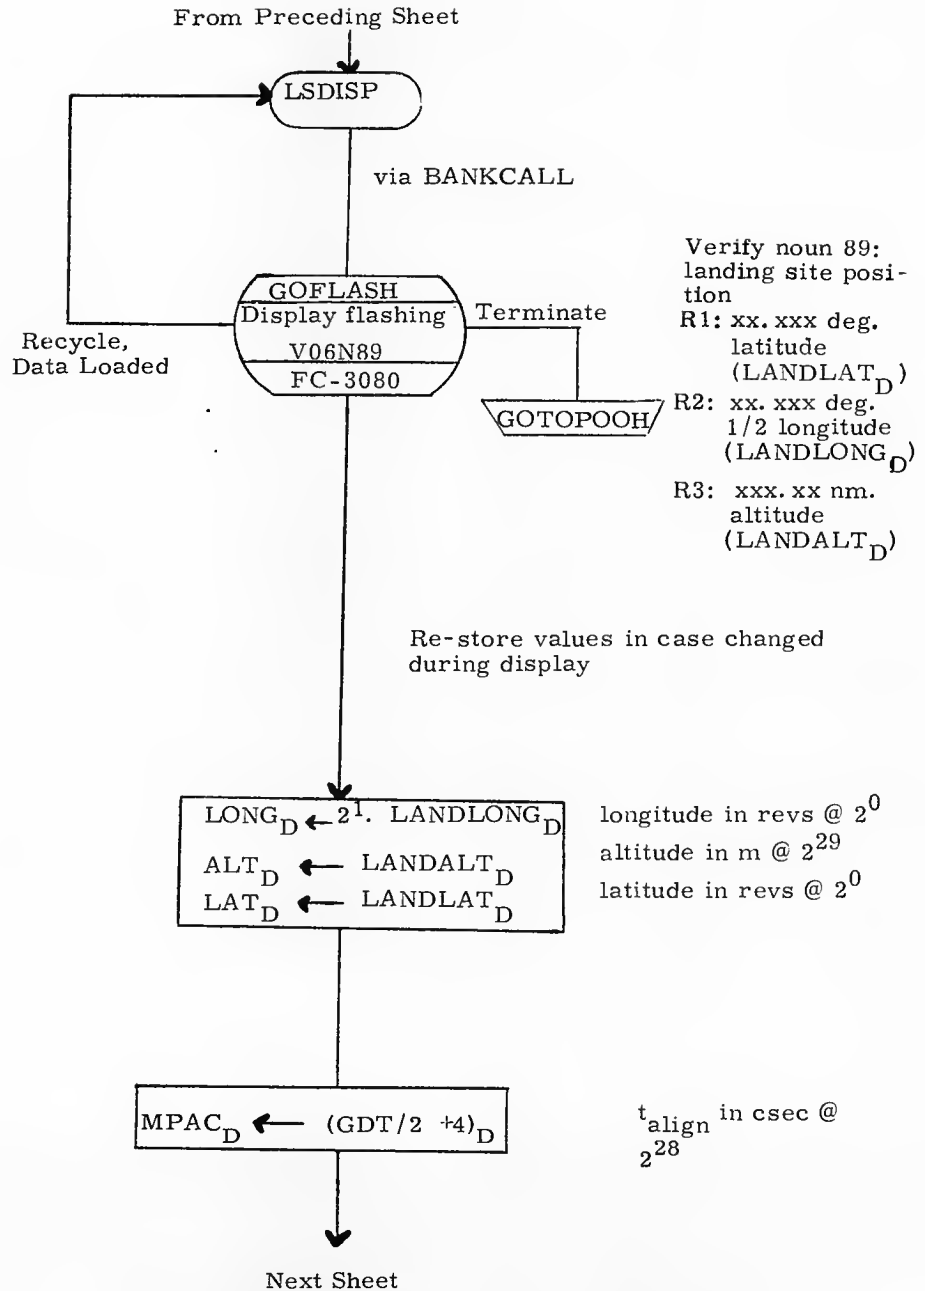 From Preceding Sheet
LSDISP
via BANKCALL
GOFLASH
Display flashing
V06N89
FC-3080
Terminate
GOTOPOOH
Recycle,
Data Loaded
Verify noun 89:
landing site posi-
tion
R1: xx. xxx deg.
latitude
(LANDLAT_D)
R2: xx. xxx deg.
1/2 longitude
(LANDLONG_D)
R3: xxx. xx nm.
altitude
(LANDALT_D)
Re-store values in case changed
during display
LONG_D ← 2^1. LANDLONG_D
longitude in revs @ 2^0
ALT_D ← LANDALT_D
altitude in m @ 2^29
LAT_D ← LANDLAT_D
latitude in revs @ 2^0
MPAC_D ← (GDT/2 +4)_D
t_align in csec @
2^28
Next Sheet